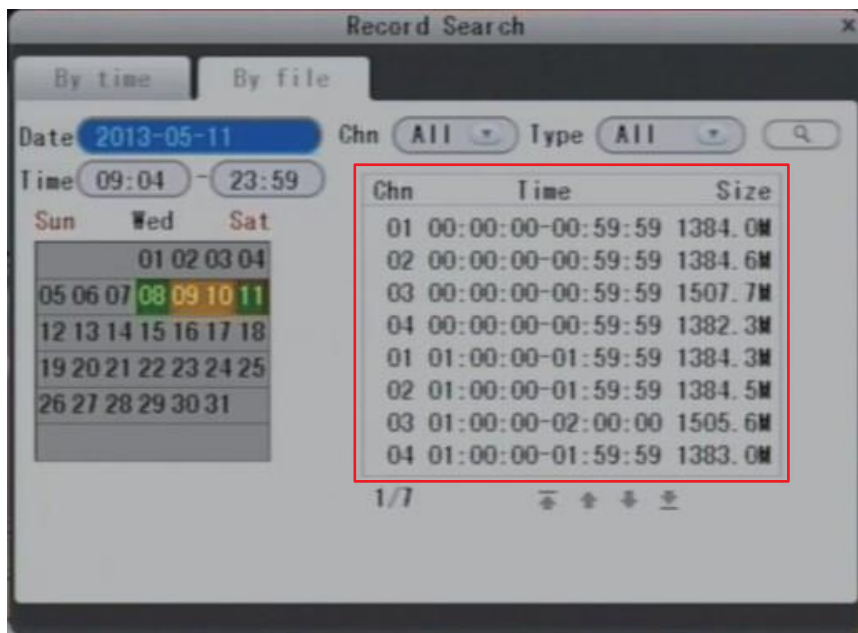 Record Search ×
By time By file
Date 2013-05-11 Chn All Type All
Time 09:04 - 23:59
Sun Wed Sat
01 02 03 04
05 06 07 08 09 10 11
12 13 14 15 16 17 18
19 20 21 22 23 24 25
26 27 28 29 30 31
Chn Time Size
01 00:00:00-00:59:59 1384.0M
02 00:00:00-00:59:59 1384.6M
03 00:00:00-00:59:59 1507.7M
04 00:00:00-00:59:59 1382.3M
01 01:00:00-01:59:59 1384.3M
02 01:00:00-01:59:59 1384.5M
03 01:00:00-02:00:00 1505.6M
04 01:00:00-01:59:59 1383.0M
1/7